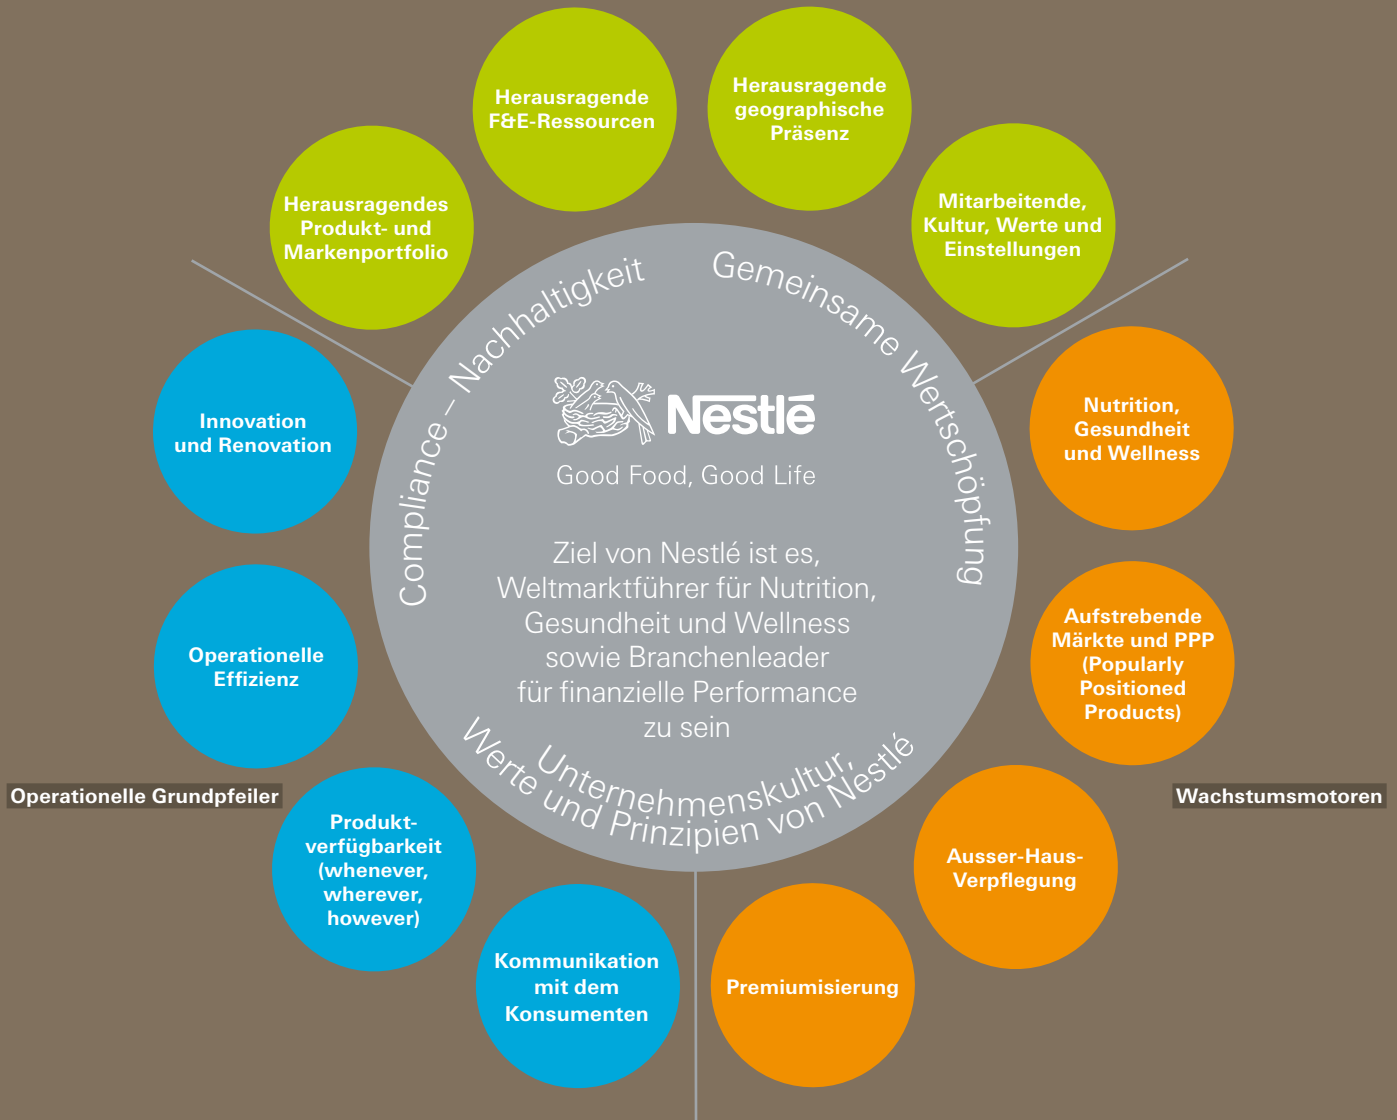 Herausragende
F&E-Ressourcen
Herausragende
geographische
Präsenz
Herausragendes
Produkt- und
Markenportfolio
Mitarbeitende,
Kultur, Werte und
Einstellungen
Compliance – Nachhaltigkeit
Gemeinsame Wertschöpfung
Nestlé
Good Food, Good Life
Ziel von Nestlé ist es,
Weltmarktführer für Nutrition,
Gesundheit und Wellness
sowie Branchenleader
für finanzielle Performance
zu sein
Unternehmenskultur,
Werte und Prinzipien von Nestlé
Innovation
und Renovation
Operationelle
Effizienz
Operationelle Grundpfeiler
Produkt-
verfügbarkeit
(whenever,
wherever,
however)
Kommunikation
mit dem
Konsumenten
Nutrition,
Gesundheit
und Wellness
Aufstrebende
Märkte und PPP
(Popularly
Positioned
Products)
Wachstumsmotoren
Ausser-Haus-
Verpflegung
Premiumisierung